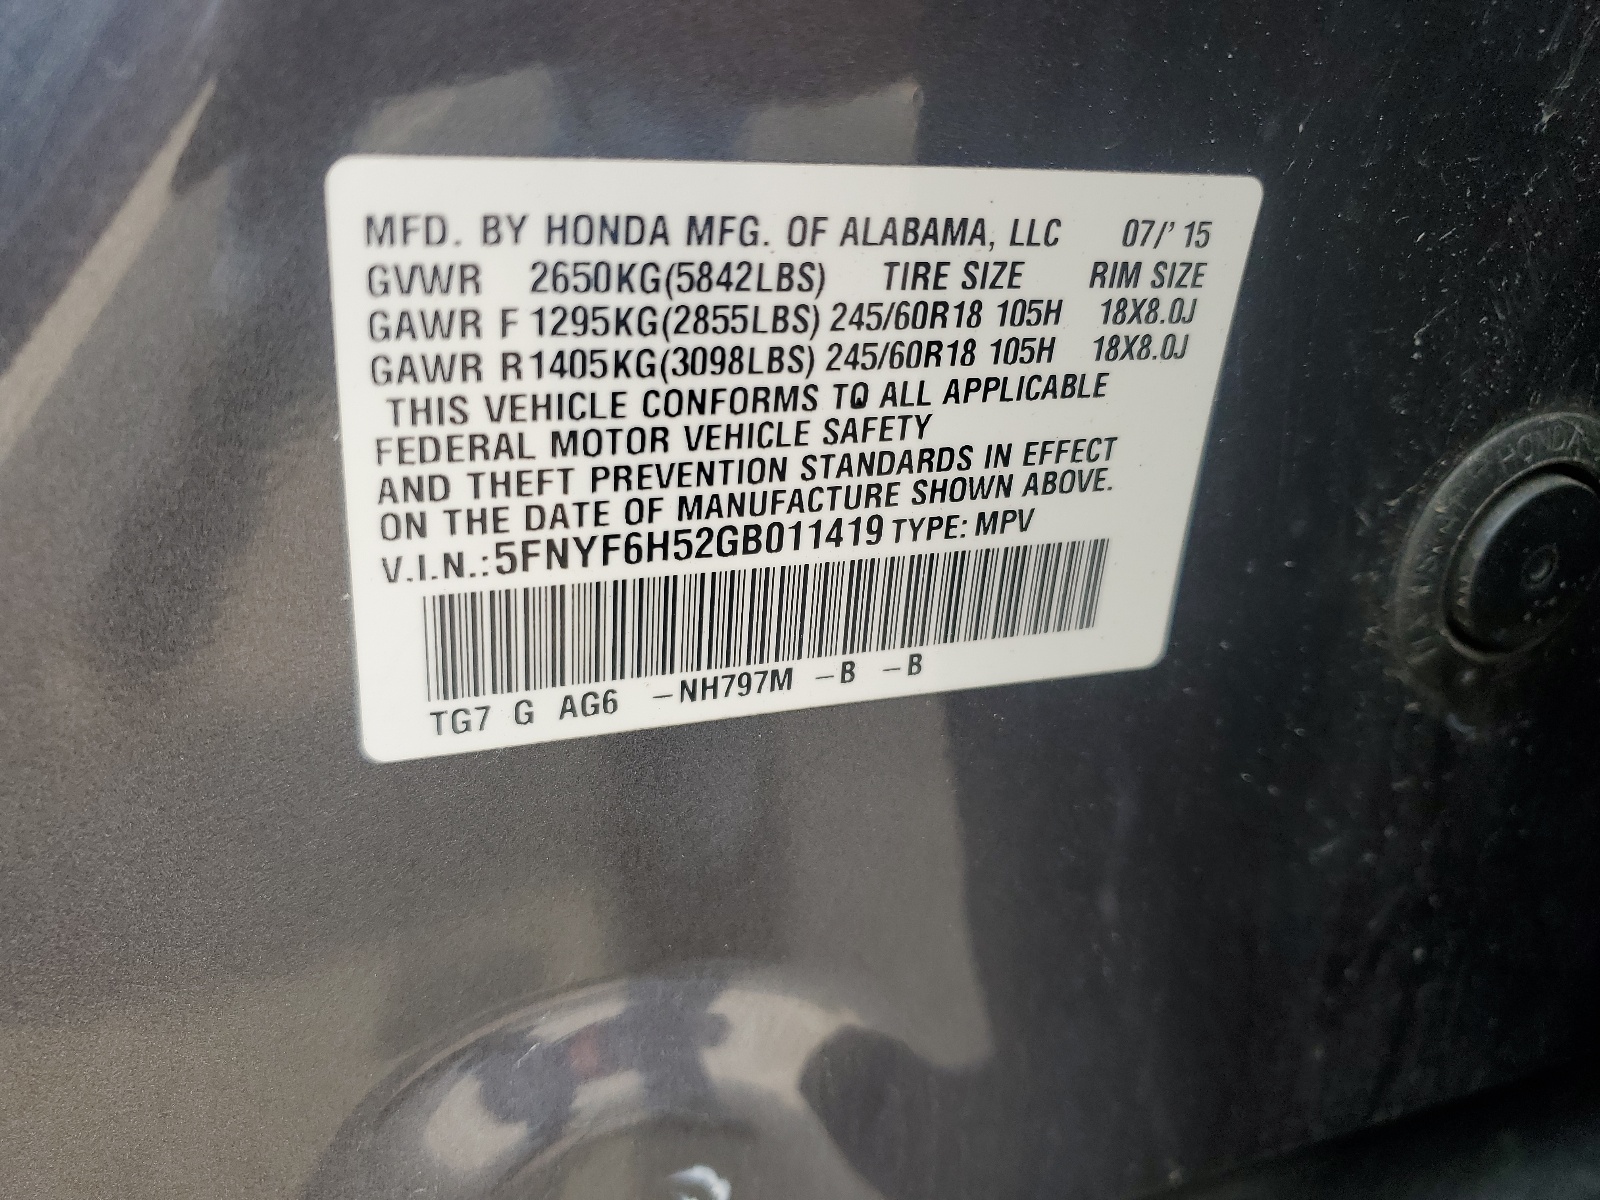 MFD. BY HONDA MFG. OF ALABAMA, LLC 07/' 15
GVWR 2650KG(5842LBS) TIRE SIZE RIM SIZE
GAWR F 1295KG(2855LBS) 245/60R18 105H 18X8.0J
GAWR R 1405KG(3098LBS) 245/60R18 105H 18X8.0J
THIS VEHICLE CONFORMS TO ALL APPLICABLE
FEDERAL MOTOR VEHICLE SAFETY
AND THEFT PREVENTION STANDARDS IN EFFECT
ON THE DATE OF MANUFACTURE SHOWN ABOVE.
V.I.N.: 5FNYF6H52GB011419 TYPE: MPV
TG7 G AG6 -NH797M -B -B
HONDA